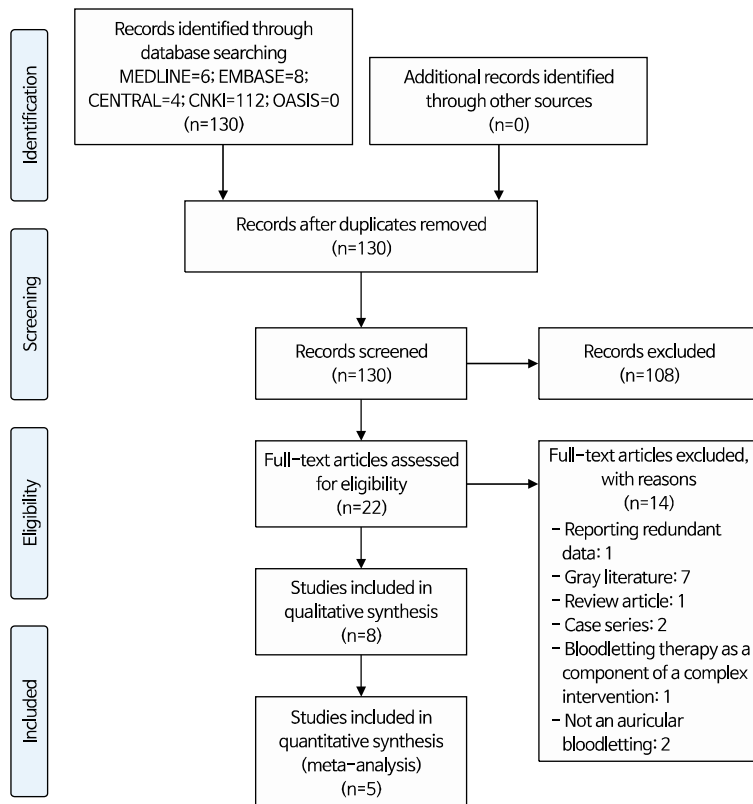 Identification
Records identified through
database searching
MEDLINE=6; EMBASE=8;
CENTRAL=4; CNKI=112; OASIS=0
(n=130)
Additional records identified
through other sources
(n=0)
Records after duplicates removed
(n=130)
Screening
Records screened
(n=130)
Records excluded
(n=108)
Eligibility
Full-text articles assessed
for eligibility
(n=22)
Full-text articles excluded,
with reasons
(n=14)
- Reporting redundant
data: 1
- Gray literature: 7
- Review article: 1
- Case series: 2
- Bloodletting therapy as a
component of a complex
intervention: 1
- Not an auricular
bloodletting: 2
Studies included in
qualitative synthesis
(n=8)
Included
Studies included in
quantitative synthesis
(meta-analysis)
(n=5)